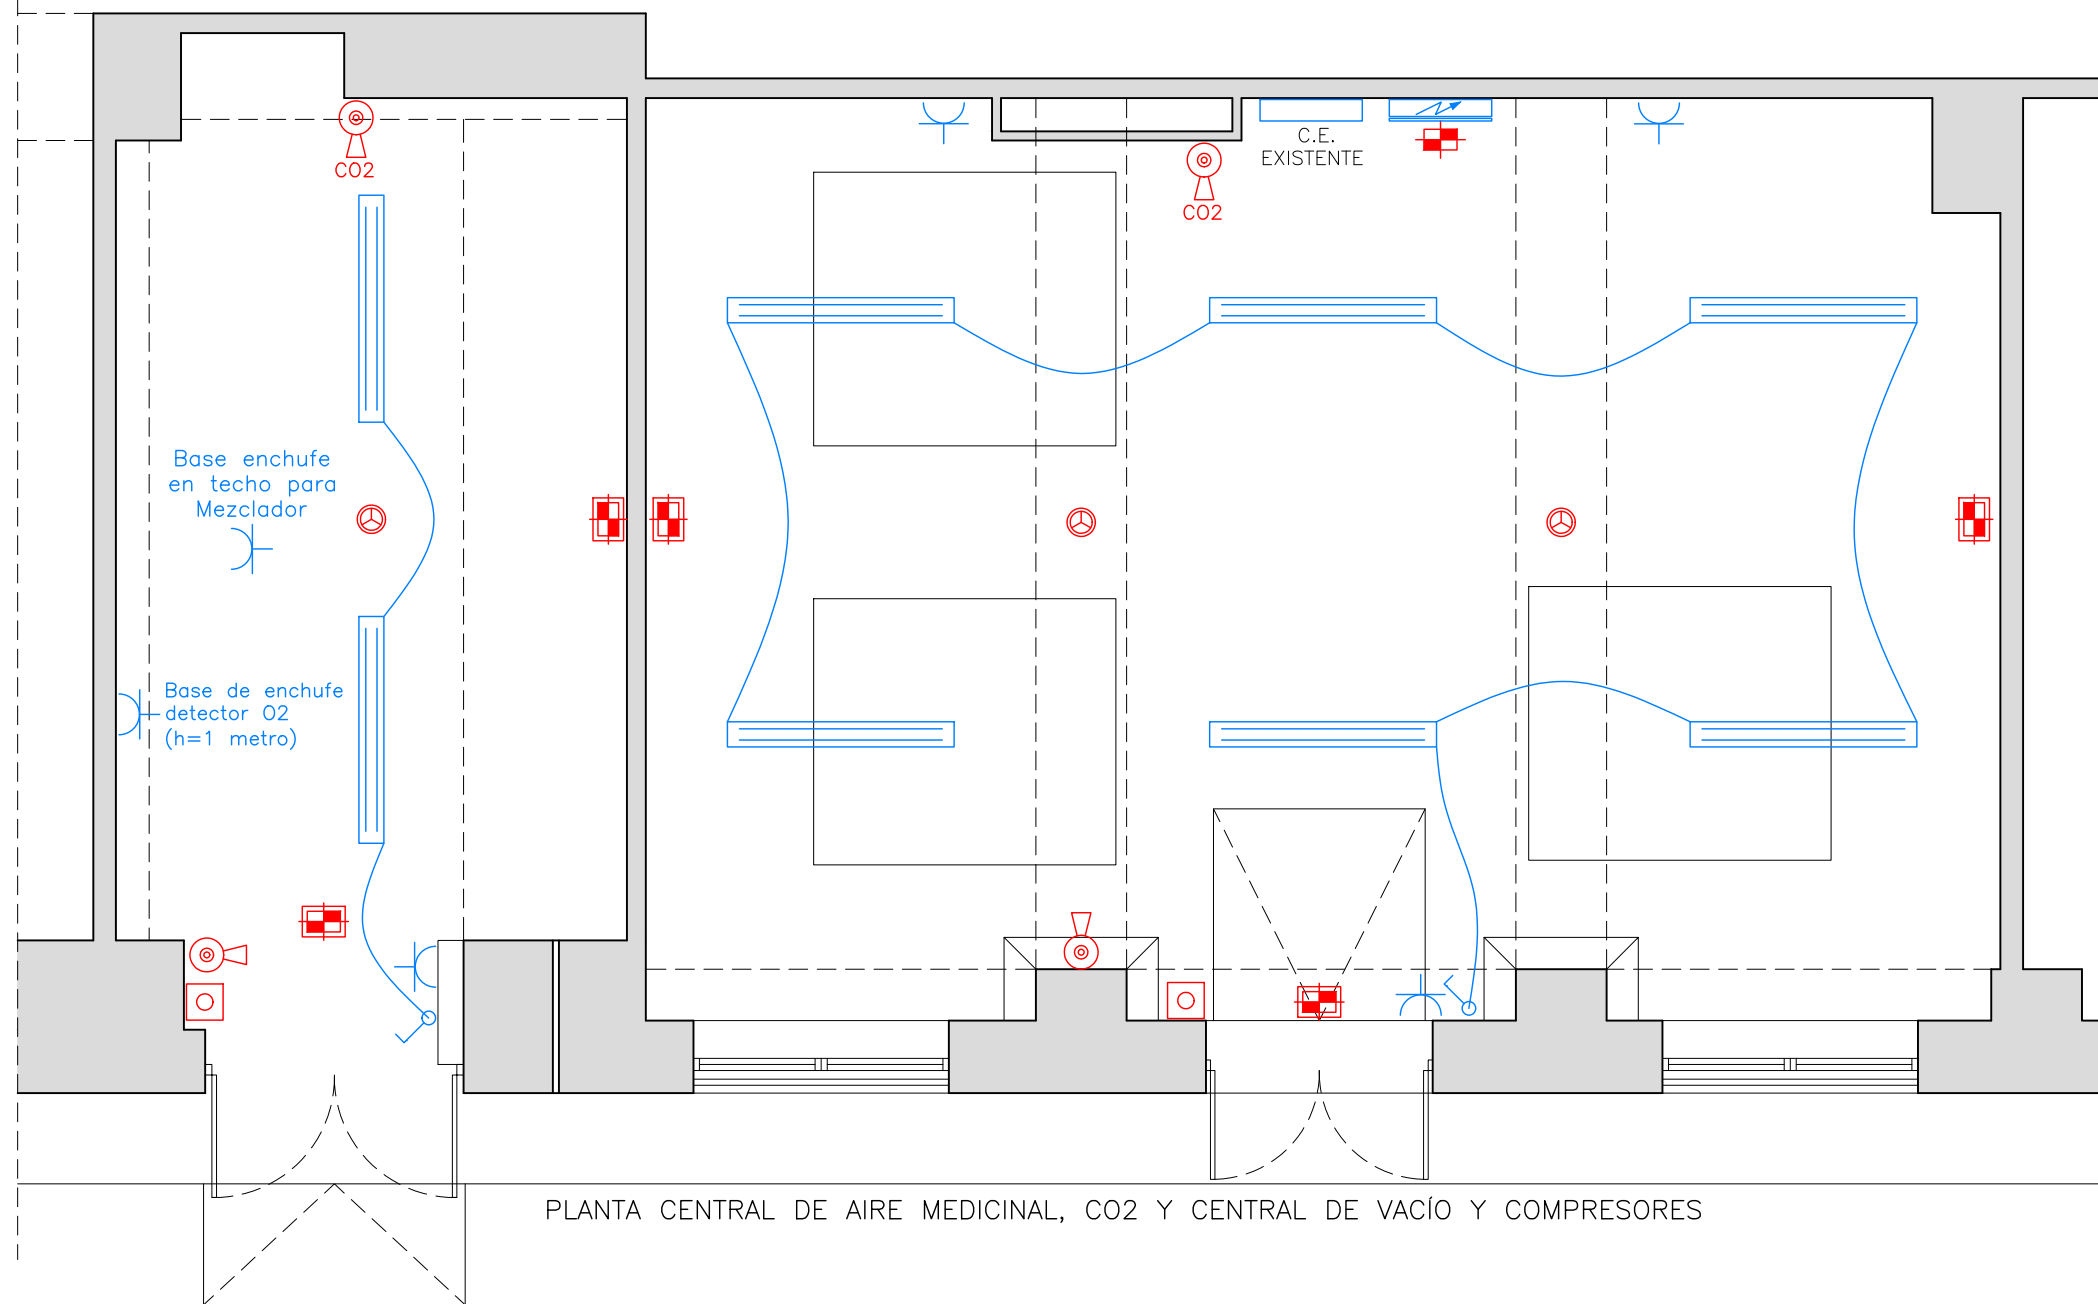 CO2
C.E.
EXISTENTE
CO2
Base enchufe
en techo para
Mezclador
Base de enchufe
detector O2
(h=1 metro)
PLANTA CENTRAL DE AIRE MEDICINAL, CO2 Y CENTRAL DE VACÍO Y COMPRESORES